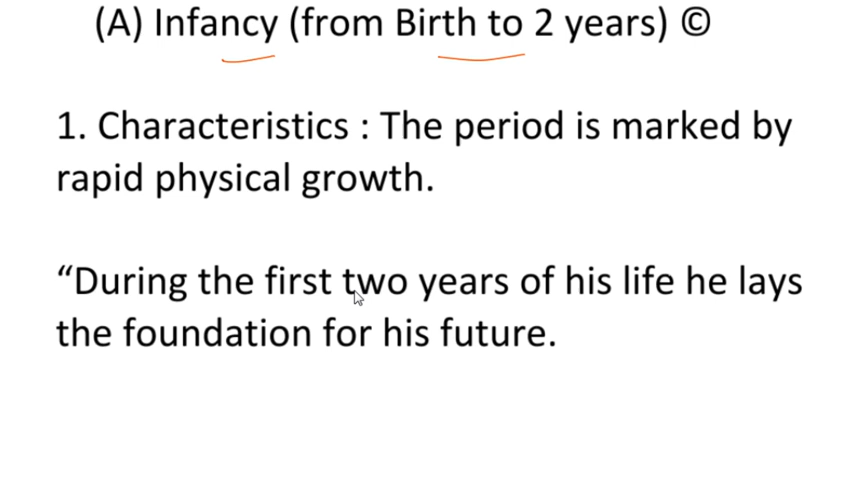 (A) Infancy (from Birth to 2 years) ©
1. Characteristics : The period is marked by
rapid physical growth.
“During the first two years of his life he lays
the foundation for his future.